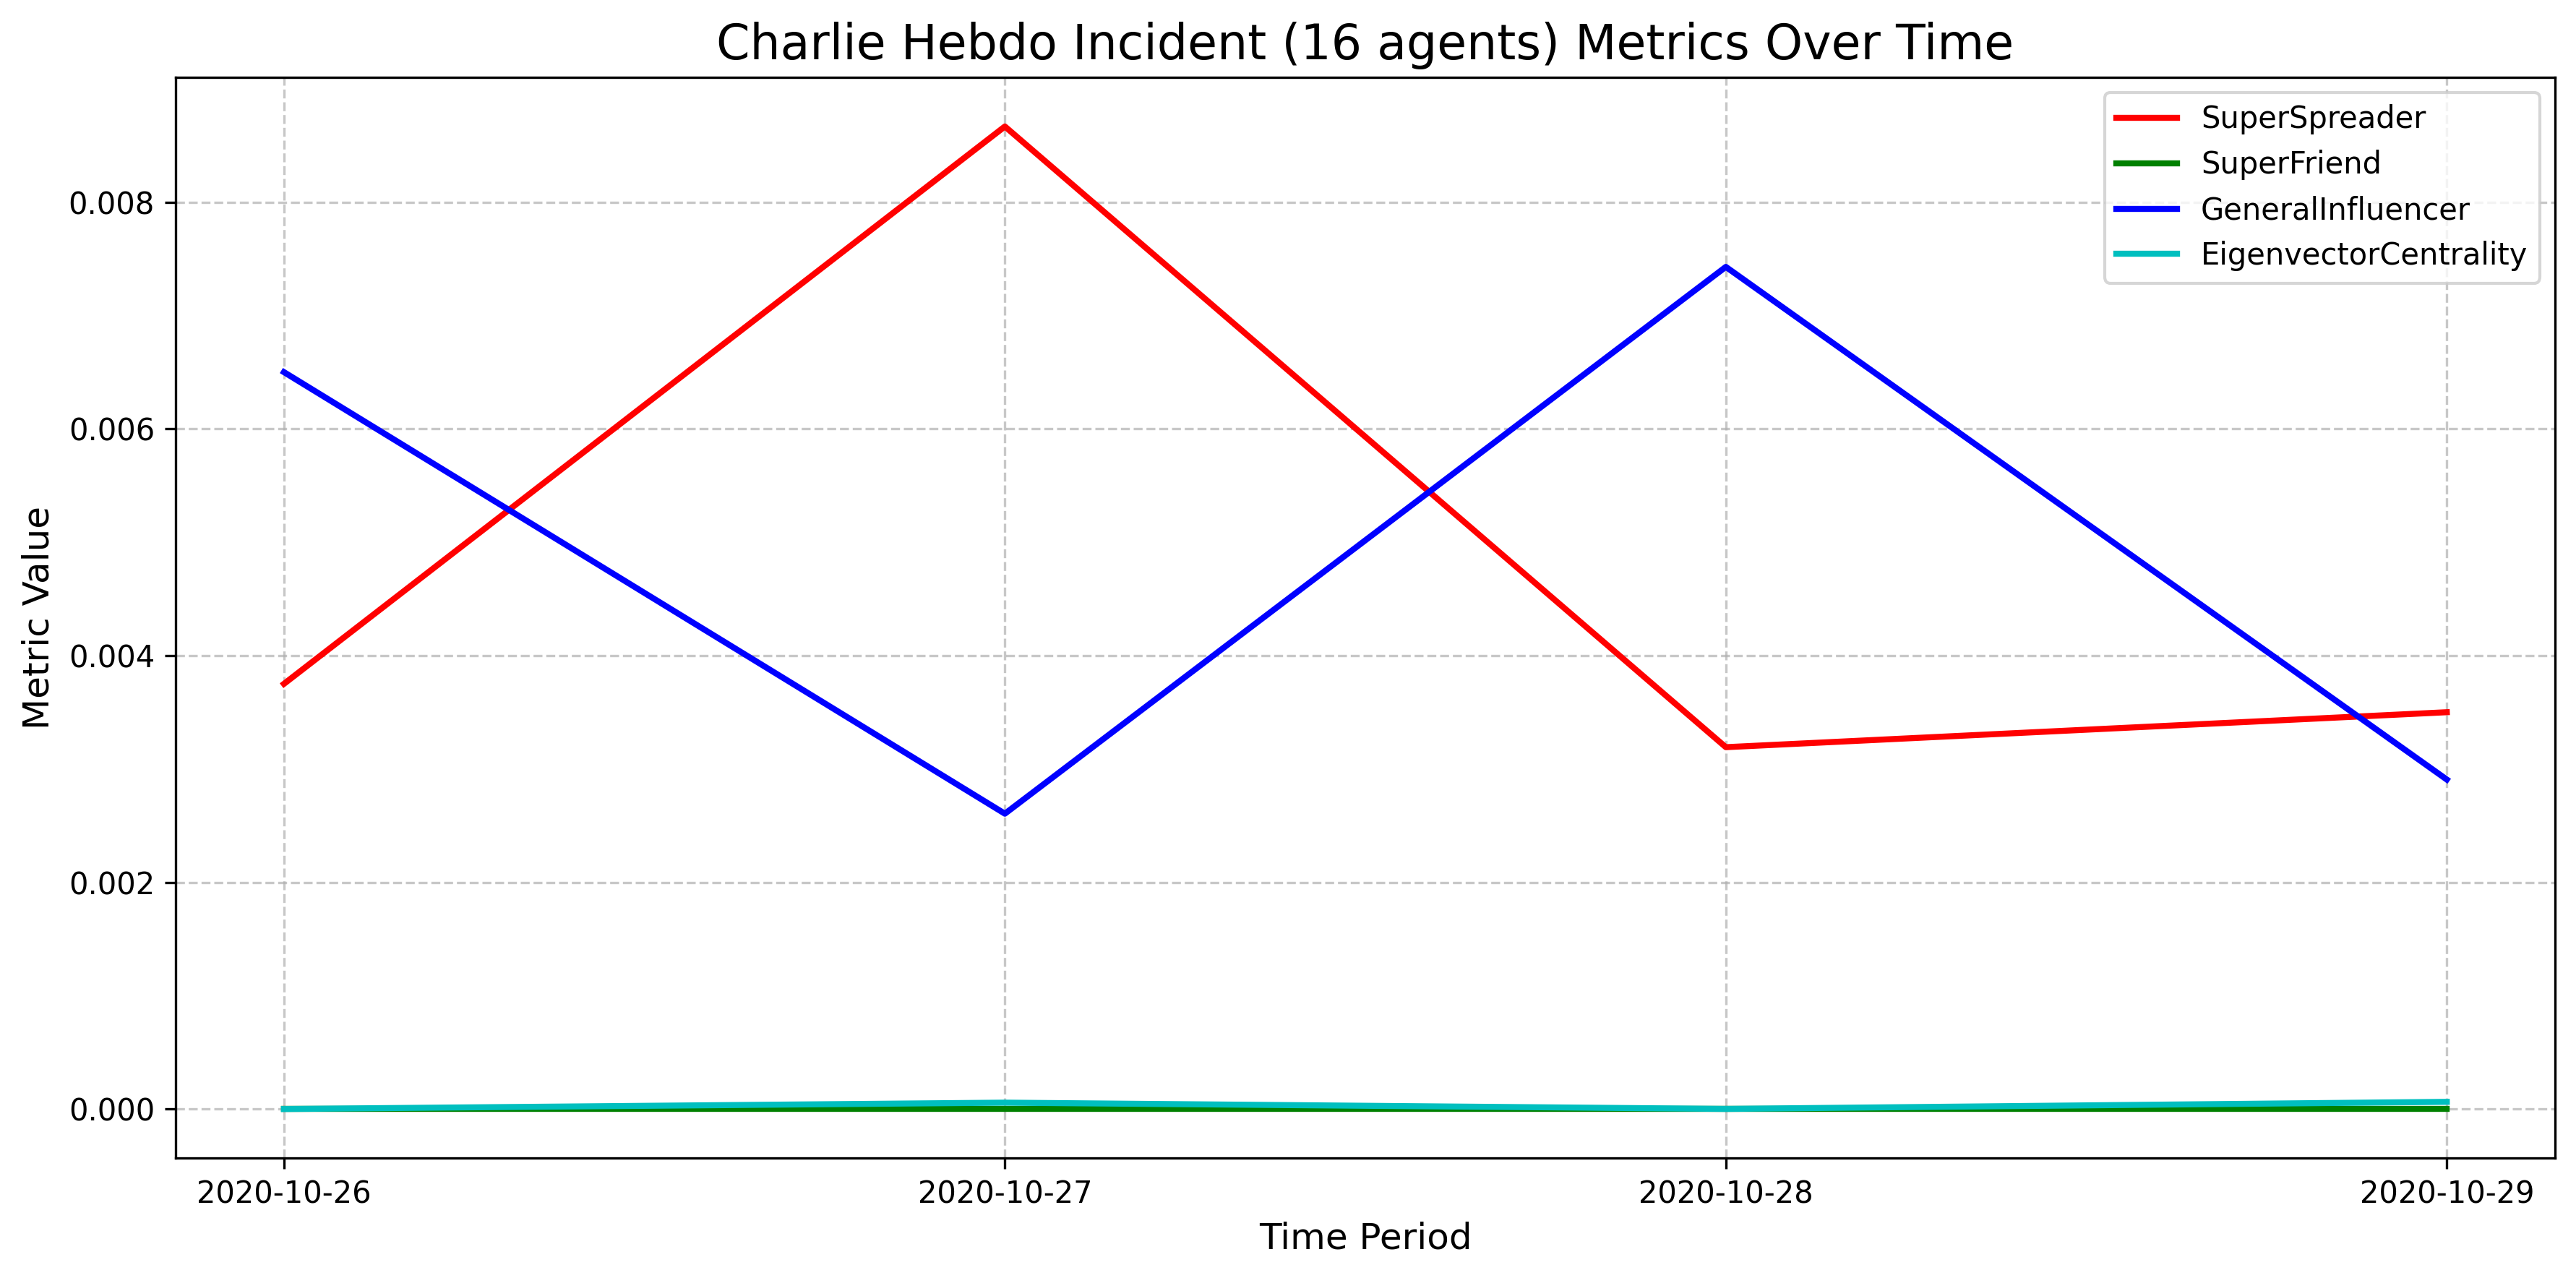 Charlie Hebdo Incident (16 agents) Metrics Over Time
SuperSpreader
SuperFriend
GeneralInfluencer
EigenvectorCentrality
Metric Value
0.008
0.006
0.004
0.002
0.000
2020-10-26
2020-10-27
2020-10-28
2020-10-29
Time Period